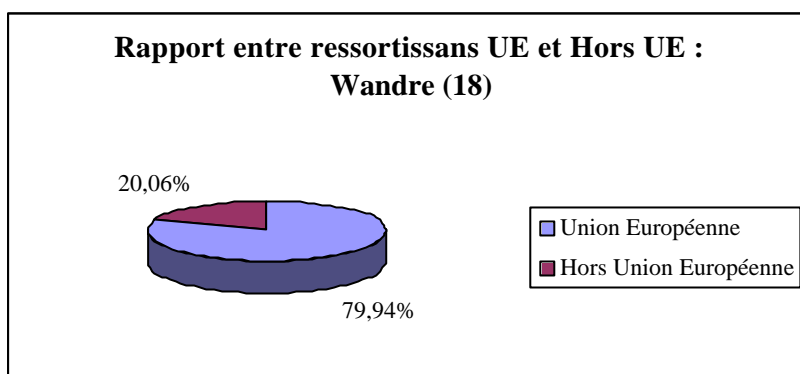 Rapport entre ressortissans UE et Hors UE :
Wandre (18)
20,06%
Union Européenne
Hors Union Européenne
79,94%